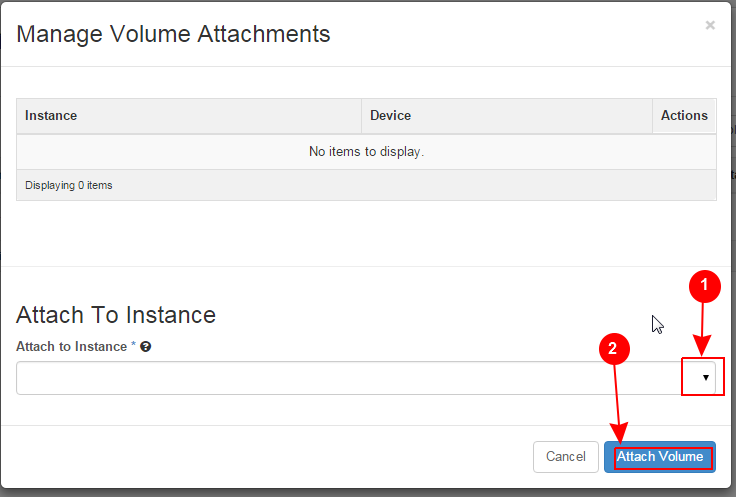 Manage Volume Attachments
×
Instance Device Actions
No items to display.
Displaying 0 items
1
Attach To Instance
Attach to Instance * ?
2
Cancel Attach Volume